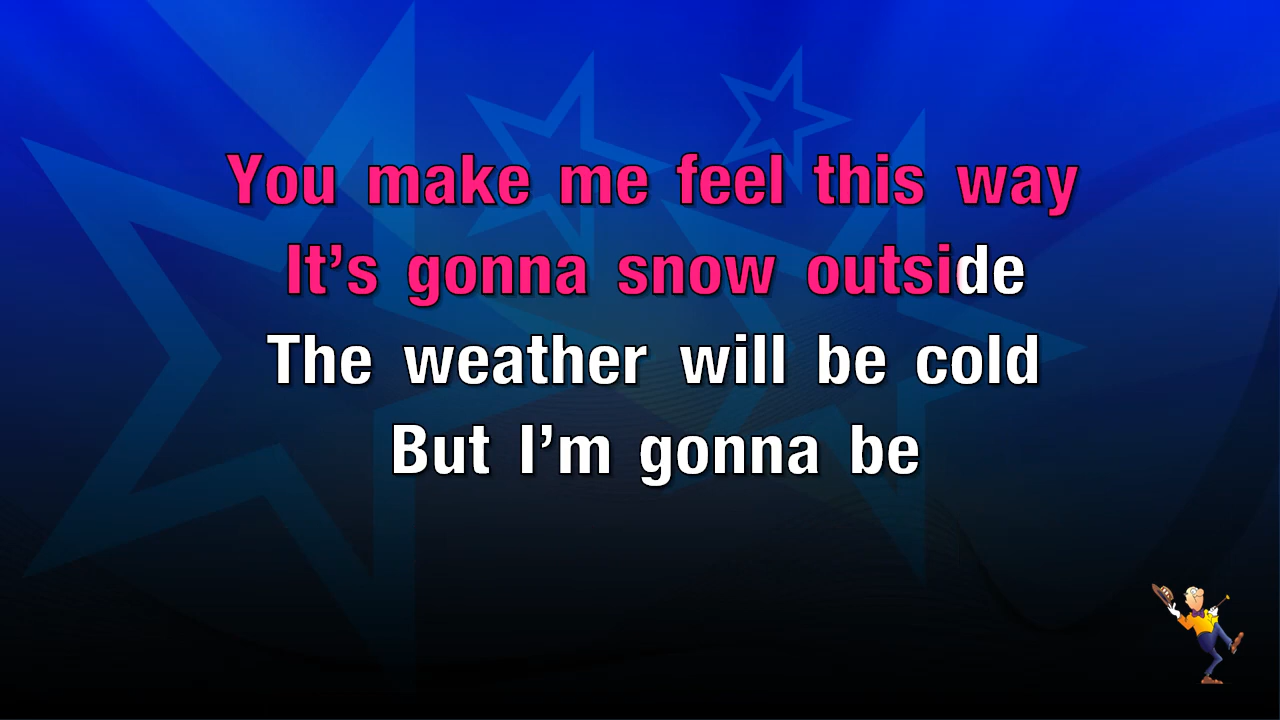 You make me feel this way
It’s gonna snow outside
The weather will be cold
But I’m gonna be